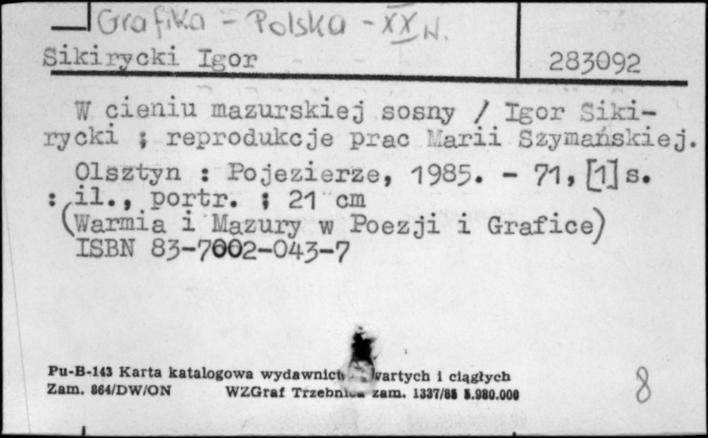 Grafika - Polska - XX w.
Sikirycki Igor 283092
W cieniu mazurskiej sosny / Igor Siki-
rycki ; reprodukcje prac Marii Szymańskiej.
Olsztyn : Pojezierze, 1985. - 71, [1] s.
: il., portr. ; 21 cm
(Warmia i Mazury w Poezji i Grafice)
ISBN 83-7002-043-7
Pu-B-143 Karta katalogowa wydawnictw zwartych i ciągłych
Zam. 864/DW/ON WZGraf Trzebnica zam. 1337/85 5.980.000
8